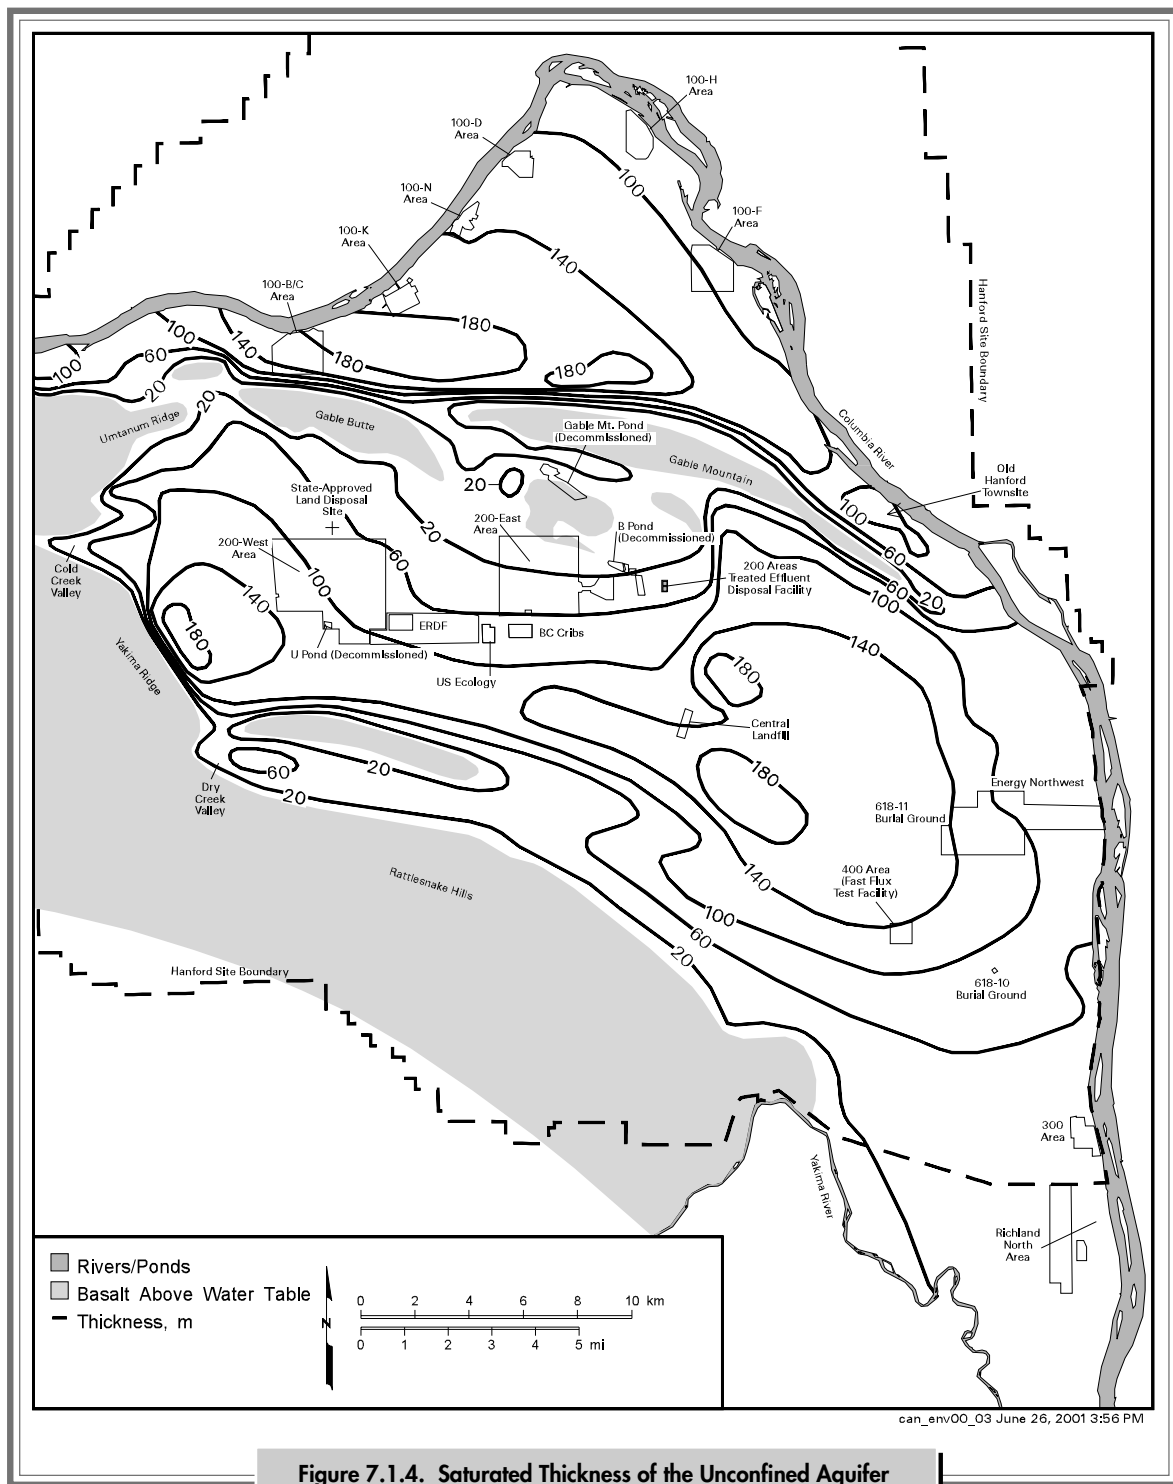 100-H
Area
100-D
Area
100
100-N
Area
100-F
Area
100-K
Area
140
100-B/C
Area
Hanford Site Boundary
180
100
140
180
180
60
100
20
20
Columbia River
Umtanum Ridge
Gable Butte
Gable Mt. Pond
(Decommissioned)
Gable Mountain
Old
Hanford
Townsite
20
State-Approved
Land Disposal
Site
100
200-East
Area
20
B Pond
(Decommissioned)
200-West
Area
60
60
Cold
Creek
Valley
200 Areas
Treated Effluent
Disposal Facility
60
100
20
100
140
180
ERDF
BC Cribs
140
U Pond (Decommissioned)
Yakima Ridge
US Ecology
180
Central
Landfill
60
20
180
Dry
Creek
Valley
20
Energy Northwest
618-11
Burial Ground
Rattlesnake Hills
140
400 Area
(Fast Flux
Test Facility)
100
60
20
Hanford Site Boundary
618-10
Burial Ground
300
Area
Yakima River
Richland
North
Area
Rivers/Ponds
Basalt Above Water Table
Thickness, m
N
0 2 4 6 8 10 km
0 1 2 3 4 5 mi
can_env00_03 June 26, 2001 3:56 PM
Figure 7.1.4. Saturated Thickness of the Unconfined Aquifer